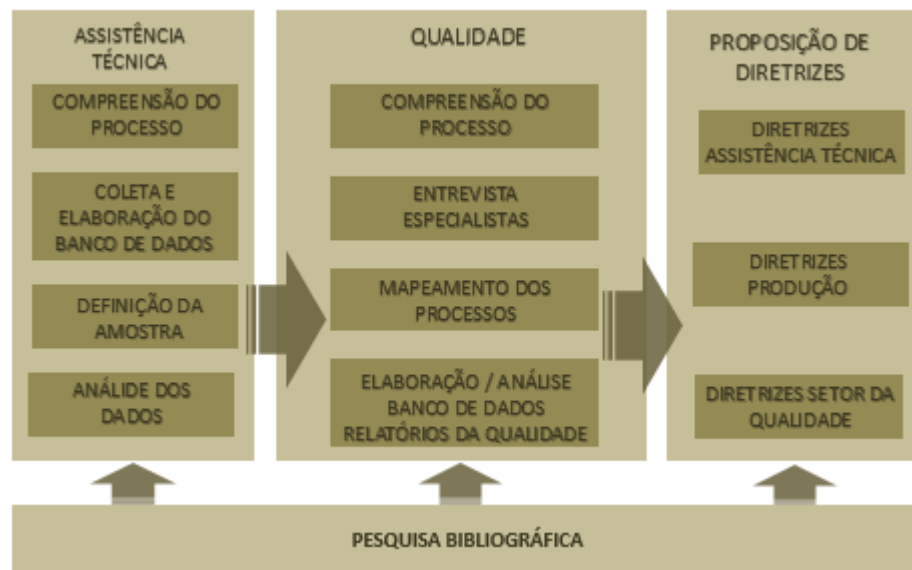 ASSISTÊNCIA
TÉCNICA
COMPREENSÃO DO
PROCESSO
COLETA E
ELABORAÇÃO DO
BANCO DE DADOS
DEFINIÇÃO DA
AMOSTRA
ANÁLIDE DOS
DADOS
QUALIDADE
COMPREENSÃO DO
PROCESSO
ENTREVISTA
ESPECIALISTAS
MAPEAMENTO DOS
PROCESSOS
ELABORAÇÃO / ANÁLISE
BANCO DE DADOS
RELATÓRIOS DA QUALIDADE
PROPOSIÇÃO DE
DIRETRIZES
DIRETRIZES
ASSISTÊNCIA TÉCNICA
DIRETRIZES
PRODUÇÃO
DIRETRIZES SETOR DA
QUALIDADE
PESQUISA BIBLIOGRÁFICA